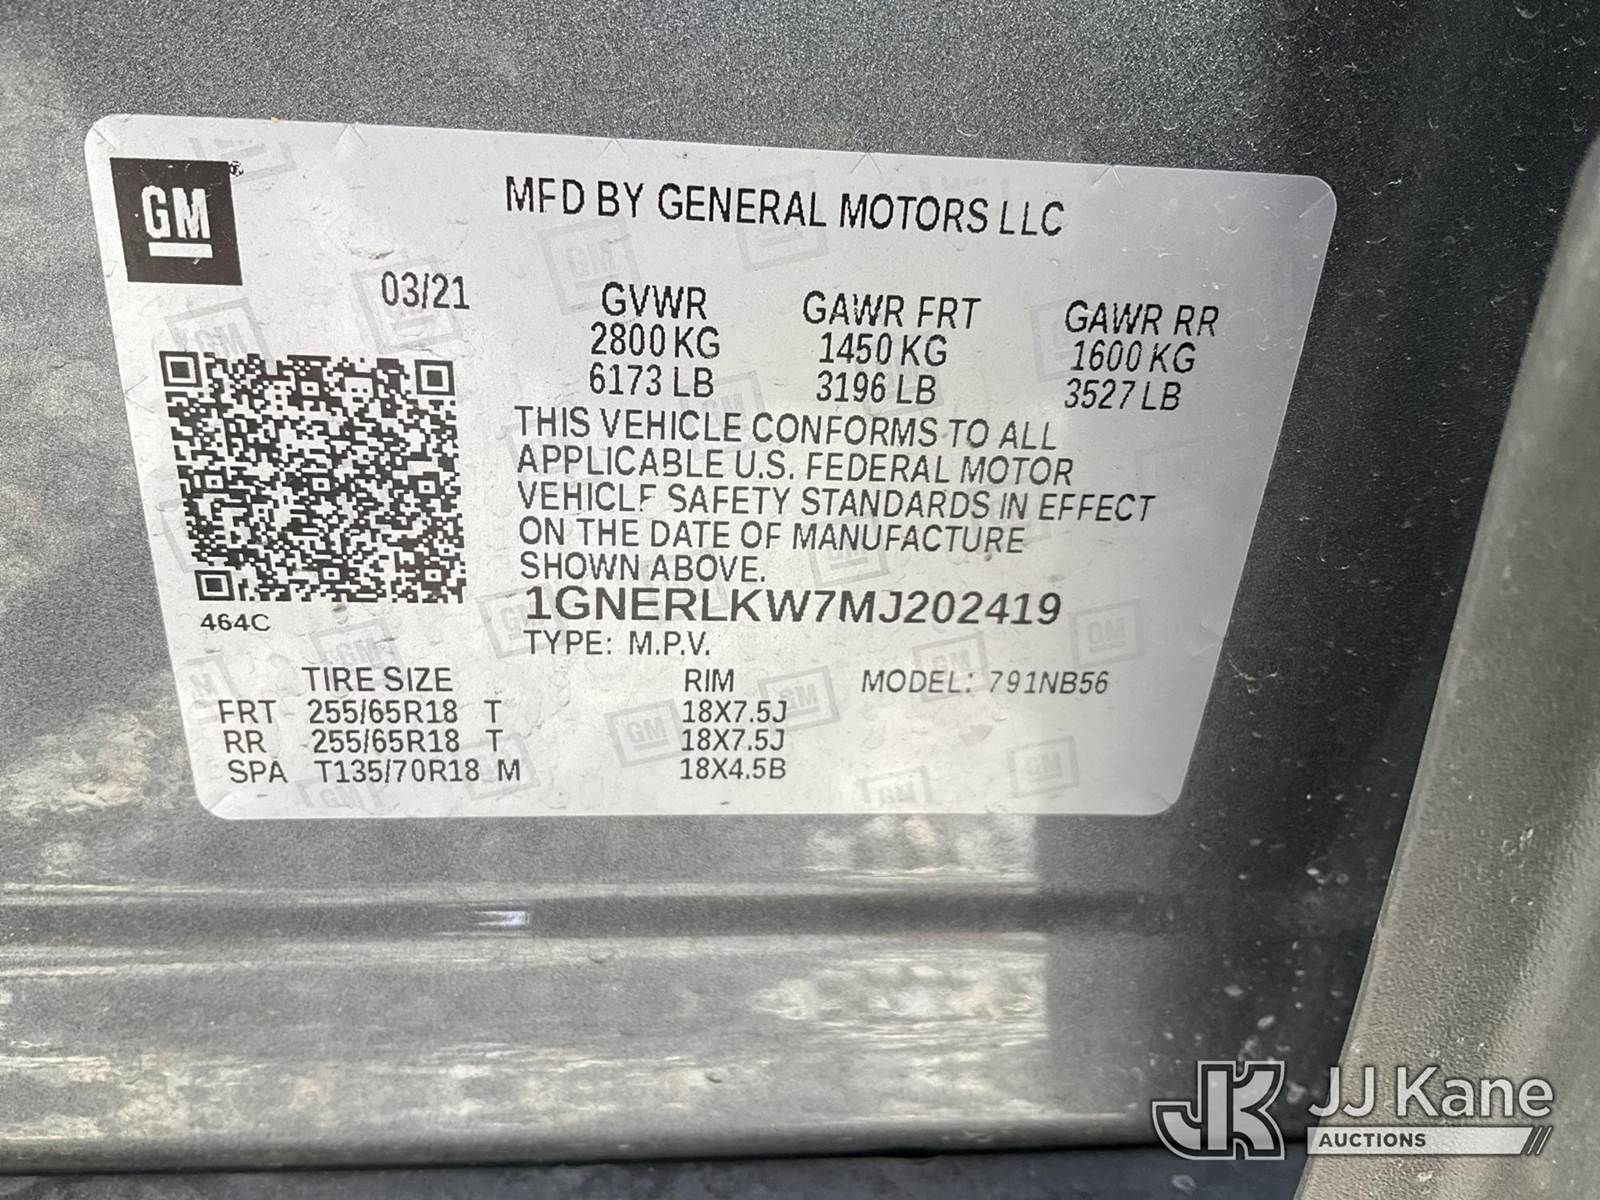 GM
MFD BY GENERAL MOTORS LLC
03/21
GVWR GAWR FRT GAWR RR
2800 KG 1450 KG 1600 KG
6173 LB 3196 LB 3527 LB
THIS VEHICLE CONFORMS TO ALL
APPLICABLE U.S. FEDERAL MOTOR
VEHICLE SAFETY STANDARDS IN EFFECT
ON THE DATE OF MANUFACTURE
SHOWN ABOVE.
464C
1GNERLKW7MJ202419
TYPE: M.P.V.
TIRE SIZE RIM MODEL: 791NB56
FRT 255/65R18 T 18X7.5J
RR 255/65R18 T 18X7.5J
SPA T135/70R18 M 18X4.5B
JK JJ Kane
AUCTIONS